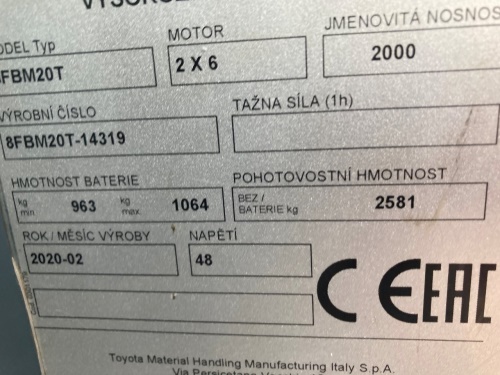 MOTOR
JMENOVITÁ NOSNOS
ODEL Typ
8FBM20T
2 X 6
2000
VÝROBNÍ ČÍSLO
TAŽNA SÍLA (1h)
8FBM20T-14319
HMOTNOST BATERIE
POHOTOVOSTNÍ HMOTNOST
kg min 963 kg max 1064
BEZ / BATERIE kg 2581
ROK / MĚSÍC VÝROBY
NAPĚTÍ
2020-02
48
CE EAC
Toyota Material Handling Manufacturing Italy S.p.A.
Via